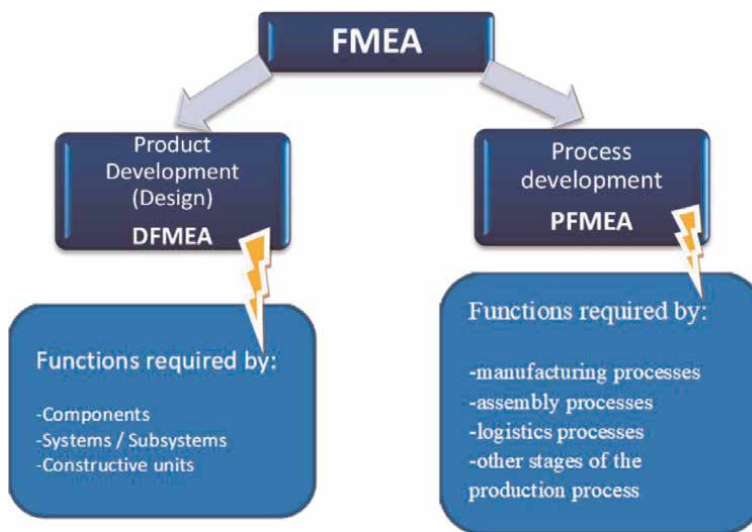 FMEA
Product
Development
(Design)
DFMEA
Process
development
PFMEA
Functions required by:
-Components
-Systems / Subsystems
-Constructive units
Functions required by:
-manufacturing processes
-assembly processes
-logistics processes
-other stages of the
production process